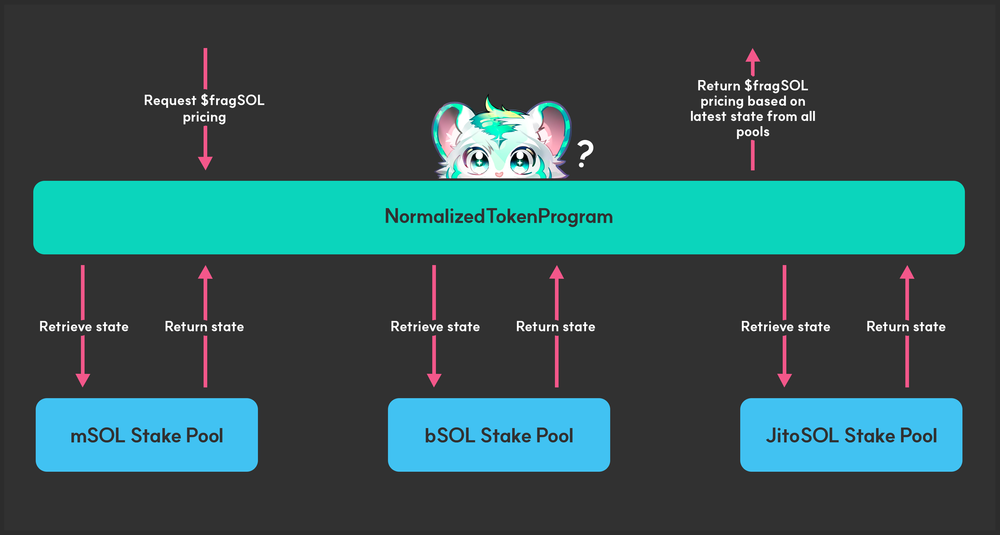 Request $fragSOL
pricing
Return $fragSOL
pricing based on
latest state from all
pools
?
NormalizedTokenProgram
Retrieve state
Return state
Retrieve state
Return state
Retrieve state
Return state
mSOL Stake Pool
bSOL Stake Pool
JitoSOL Stake Pool